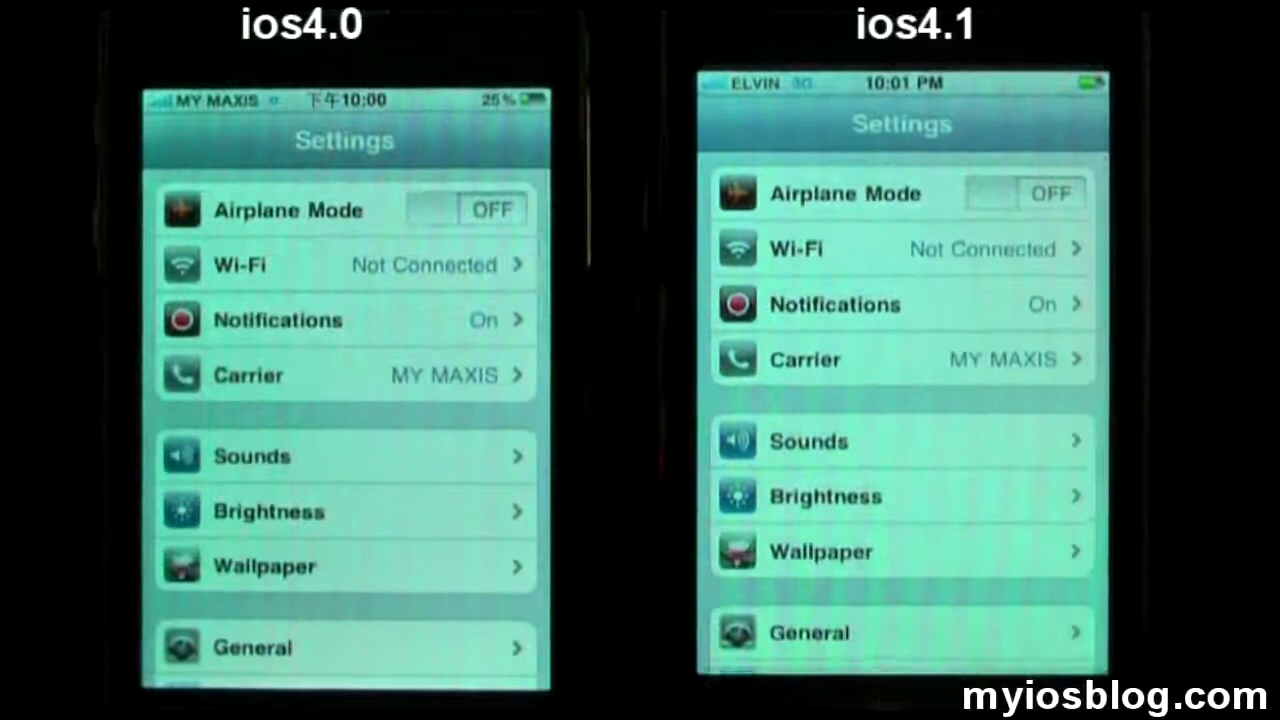 ios4.0
MY MAXIS
下午10:00
25%
Settings
Airplane Mode OFF
Wi-Fi Not Connected
Notifications On
Carrier MY MAXIS
Sounds
Brightness
Wallpaper
General
ios4.1
ELVIN 3G
10:01 PM
Settings
Airplane Mode OFF
Wi-Fi Not Connected
Notifications On
Carrier MY MAXIS
Sounds
Brightness
Wallpaper
General
myiosblog.com